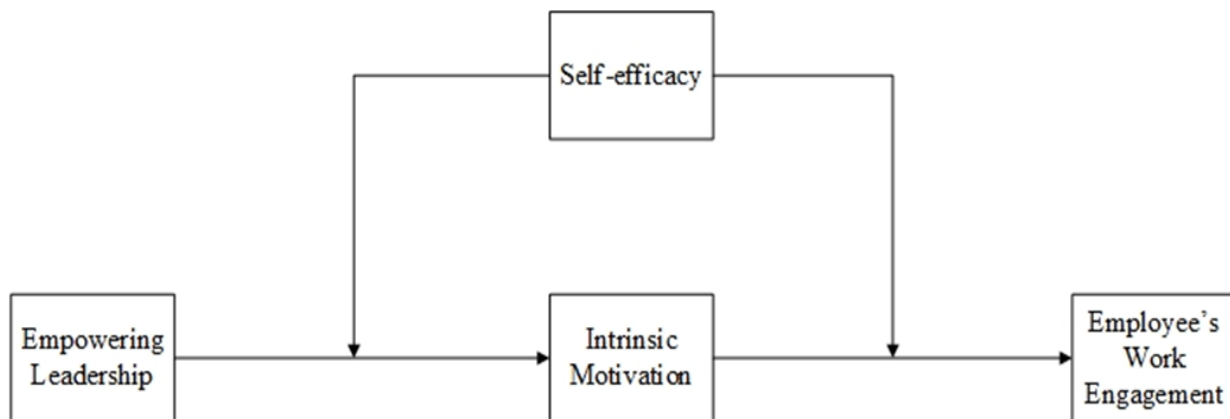 Self-efficacy
Empowering
Leadership
Intrinsic
Motivation
Employee’s
Work
Engagement